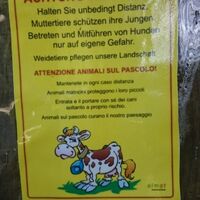 Halten Sie unbedingt Distanz,
Muttertiere schützen ihre Jungen.
Betreten und Mitführen von Hunden
nur auf eigene Gefahr.
Weidetiere pflegen unsere Landschaft
ATTENZIONE ANIMALI SUL PASCOLO!
Mantenete in ogni caso distanza
Animali matrici proteggono i loro piccoli
Entrata e il portare con sé dei cani
soltanto a proprio rischio.
Animali sul pascolo curano il nostro paesaggio